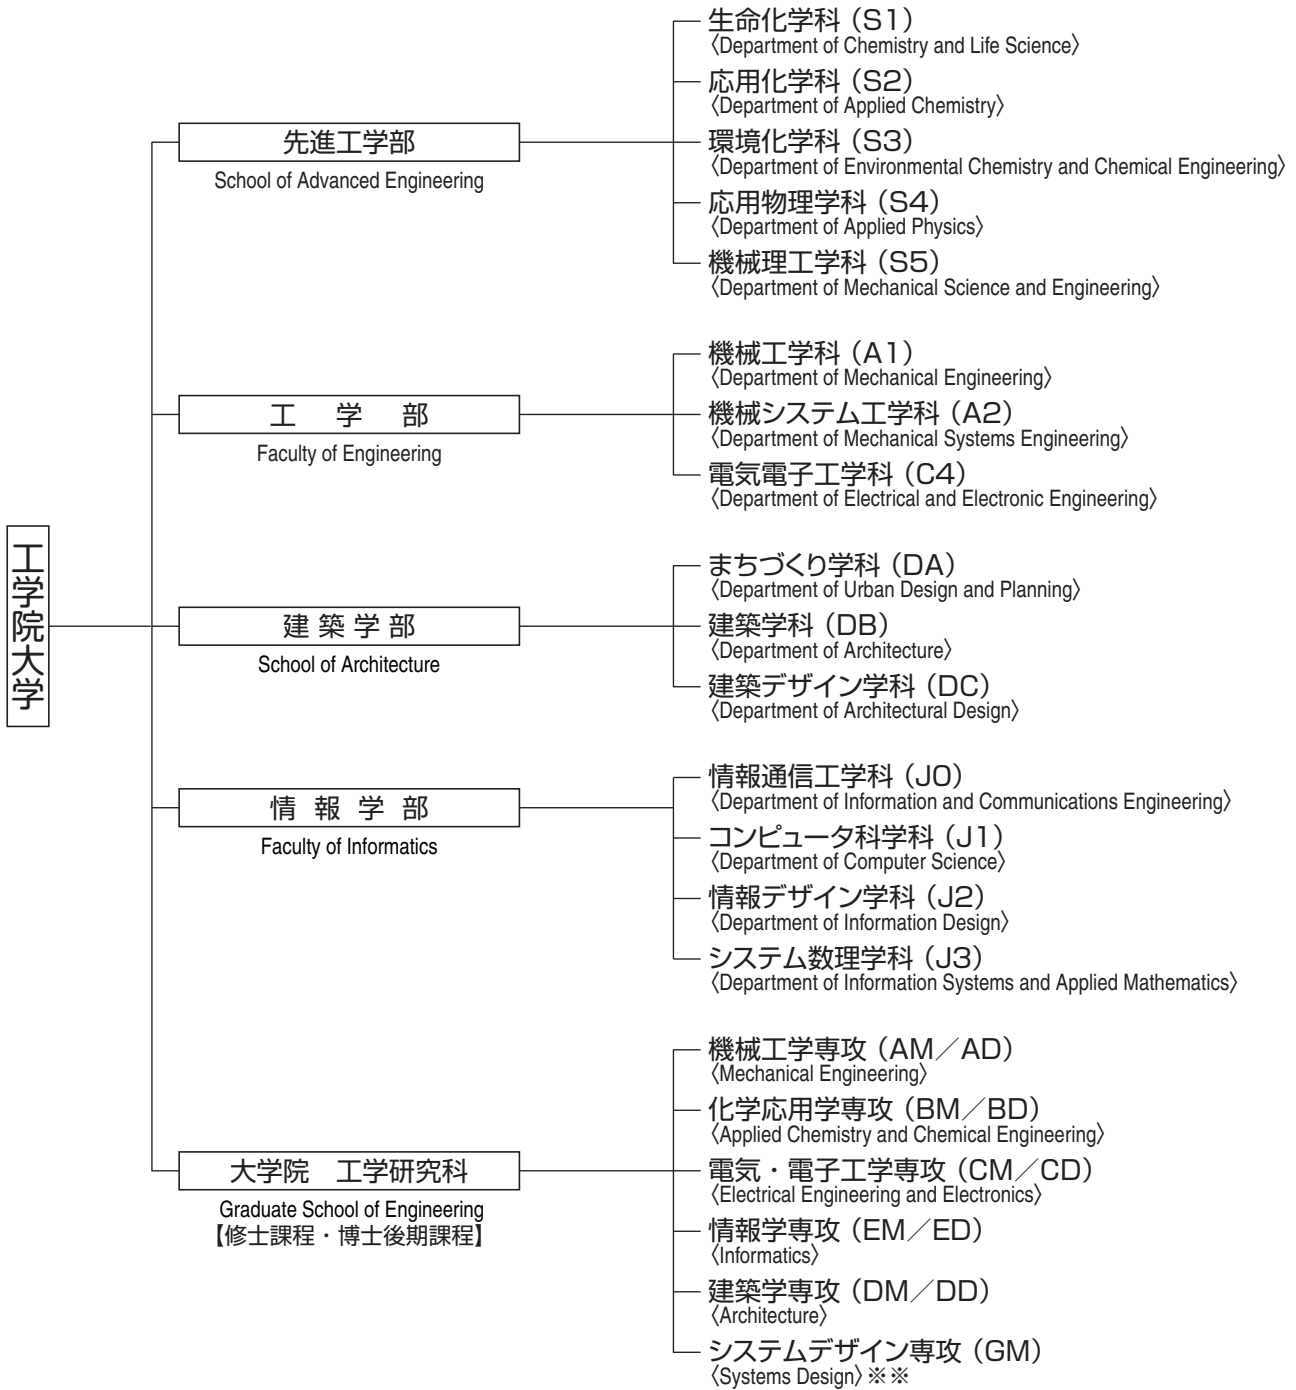 工学院大学
先進工学部
School of Advanced Engineering
生命化学科（S1）
〈Department of Chemistry and Life Science〉
応用化学科（S2）
〈Department of Applied Chemistry〉
環境化学科（S3）
〈Department of Environmental Chemistry and Chemical Engineering〉
応用物理学科（S4）
〈Department of Applied Physics〉
機械理工学科（S5）
〈Department of Mechanical Science and Engineering〉
工　学　部
Faculty of Engineering
機械工学科（A1）
〈Department of Mechanical Engineering〉
機械システム工学科（A2）
〈Department of Mechanical Systems Engineering〉
電気電子工学科（C4）
〈Department of Electrical and Electronic Engineering〉
建 築 学 部
School of Architecture
まちづくり学科（DA）
〈Department of Urban Design and Planning〉
建築学科（DB）
〈Department of Architecture〉
建築デザイン学科（DC）
〈Department of Architectural Design〉
情 報 学 部
Faculty of Informatics
情報通信工学科（J0）
〈Department of Information and Communications Engineering〉
コンピュータ科学科（J1）
〈Department of Computer Science〉
情報デザイン学科（J2）
〈Department of Information Design〉
システム数理学科（J3）
〈Department of Information Systems and Applied Mathematics〉
大学院　工学研究科
Graduate School of Engineering
【修士課程・博士後期課程】
機械工学専攻（AM／AD）
〈Mechanical Engineering〉
化学応用学専攻（BM／BD）
〈Applied Chemistry and Chemical Engineering〉
電気・電子工学専攻（CM／CD）
〈Electrical Engineering and Electronics〉
情報学専攻（EM／ED）
〈Informatics〉
建築学専攻（DM／DD）
〈Architecture〉
システムデザイン専攻（GM）
〈Systems Design〉※※